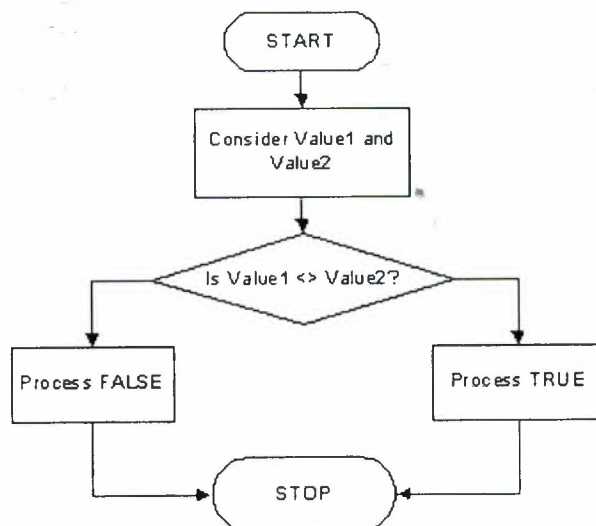 START
Consider Value1 and
Value2
Is Value1 <> Value2?
Process FALSE
Process TRUE
STOP